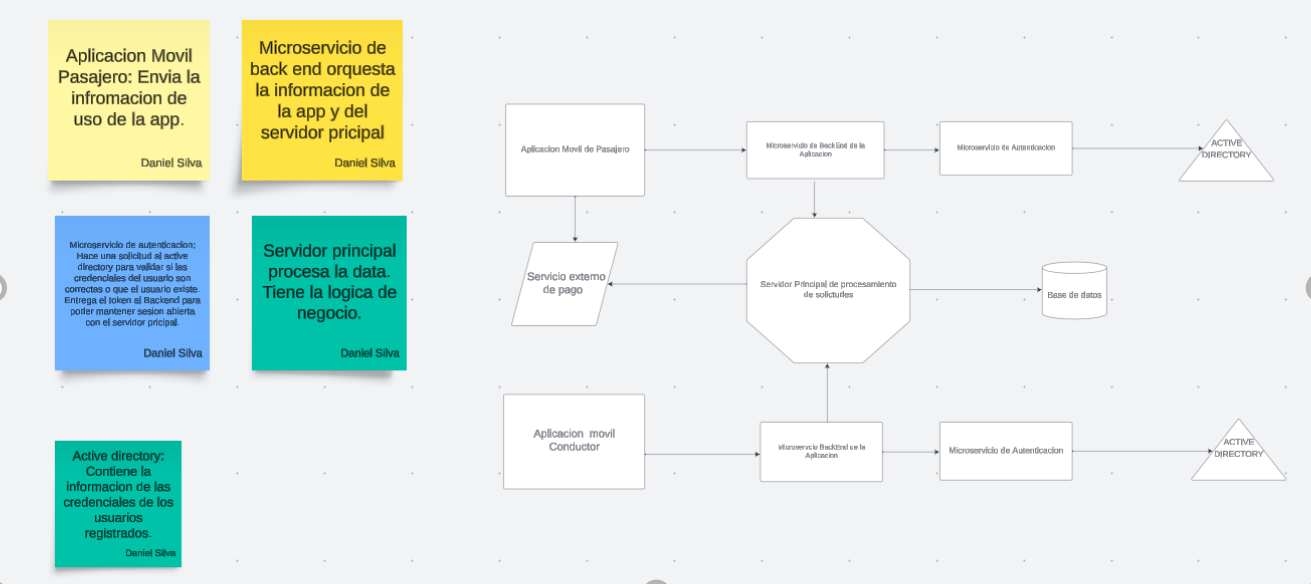 Aplicacion Movil
Pasajero: Envia la
infromacion de
uso de la app.
Daniel Silva
Microservicio de
back end orquesta
la informacion de
la app y del
servidor pricipal
Daniel Silva
Microservicio de autenticacion:
Hace una solicitud al active
directory para validar si las
credenciales del usuario son
correctas o que el usuario existe.
Entrega el token al Backend para
poder mantener sesion abierta
con el servidor pricipal.
Daniel Silva
Servidor principal
procesa la data.
Tiene la logica de
negocio.
Daniel Silva
Active directory:
Contiene la
informacion de las
credenciales de los
usuarios
registrados.
Daniel Silva
Aplicacion Movil de Pasajero
Microservicio de Backend de la
Aplicacion
Microservicio de Autenticacion
ACTIVE
DIRECTORY
Servicio externo
de pago
Servidor Principal de procesamiento
de solicitudes
Base de datos
Aplicacion movil
Conductor
Microservicio Backend de la
Aplicacion
Microservicio de Autenticacion
ACTIVE
DIRECTORY